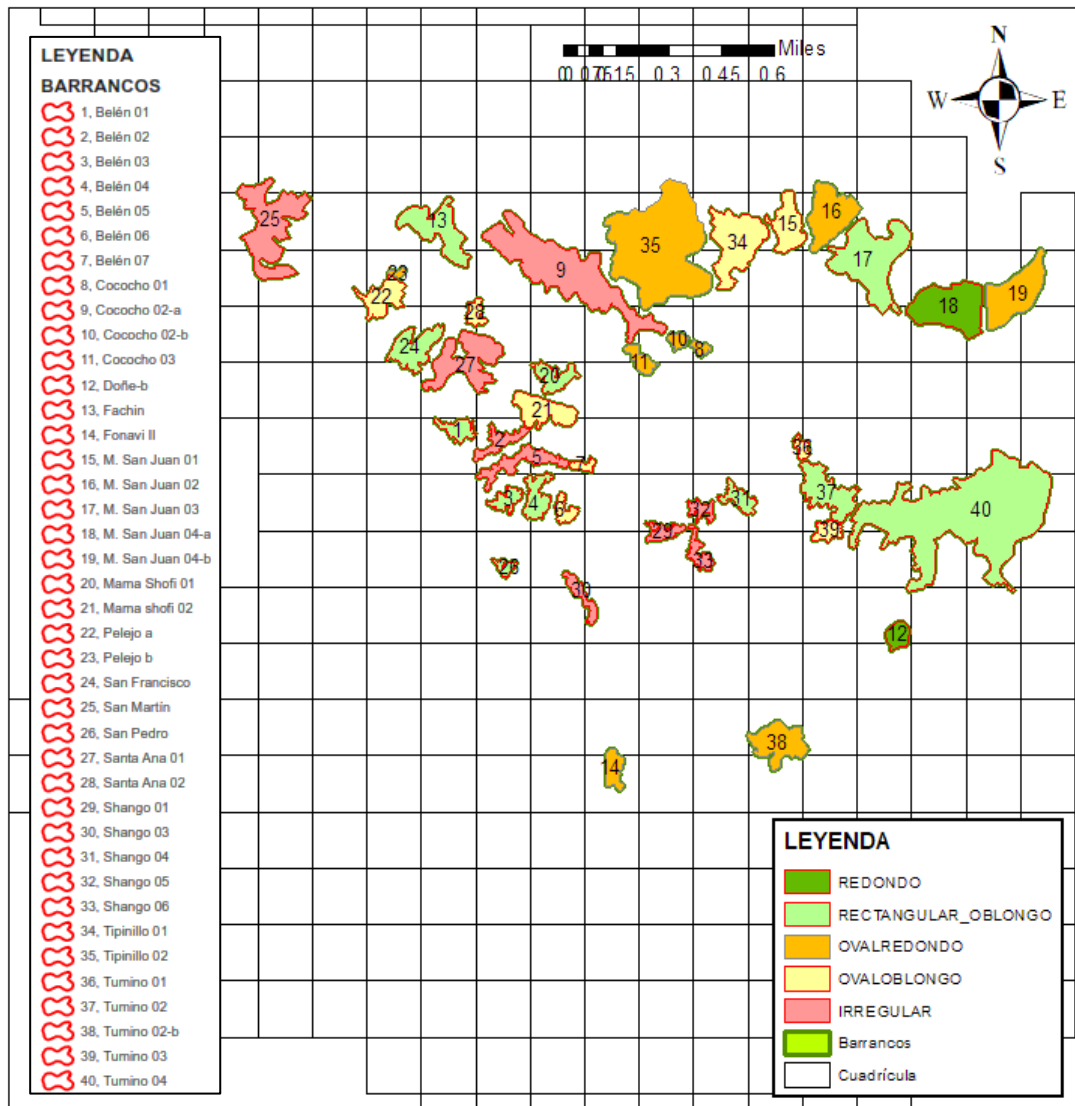 LEYENDA
BARRANCOS
1, Belén 01
2, Belén 02
3, Belén 03
4, Belén 04
5, Belén 05
6, Belén 06
7, Belén 07
8, Cococho 01
9, Cococho 02-a
10, Cococho 02-b
11, Cococho 03
12, Doñe-b
13, Fachin
14, Fonavi II
15, M. San Juan 01
16, M. San Juan 02
17, M. San Juan 03
18, M. San Juan 04-a
19, M. San Juan 04-b
20, Mama Shofi 01
21, Mama shofi 02
22, Pelejo a
23, Pelejo b
24, San Francisco
25, San Martín
26, San Pedro
27, Santa Ana 01
28, Santa Ana 02
29, Shango 01
30, Shango 03
31, Shango 04
32, Shango 05
33, Shango 06
34, Tipinillo 01
35, Tipinillo 02
36, Tumino 01
37, Tumino 02
38, Tumino 02-b
39, Tumino 03
40, Tumino 04
Miles
0.3 0.45 0.6
N
W E
S
25
13
35
34
15
16
17
9
23
22
28
18
19
24
27
10
8
11
20
21
1
2
5
7
36
3
4
6
32
31
37
40
29
39
33
26
30
12
14
38
LEYENDA
REDONDO
RECTANGULAR_OBLONGO
OVALREDONDO
OVALOBLONGO
IRREGULAR
Barrancos
Cuadrícula